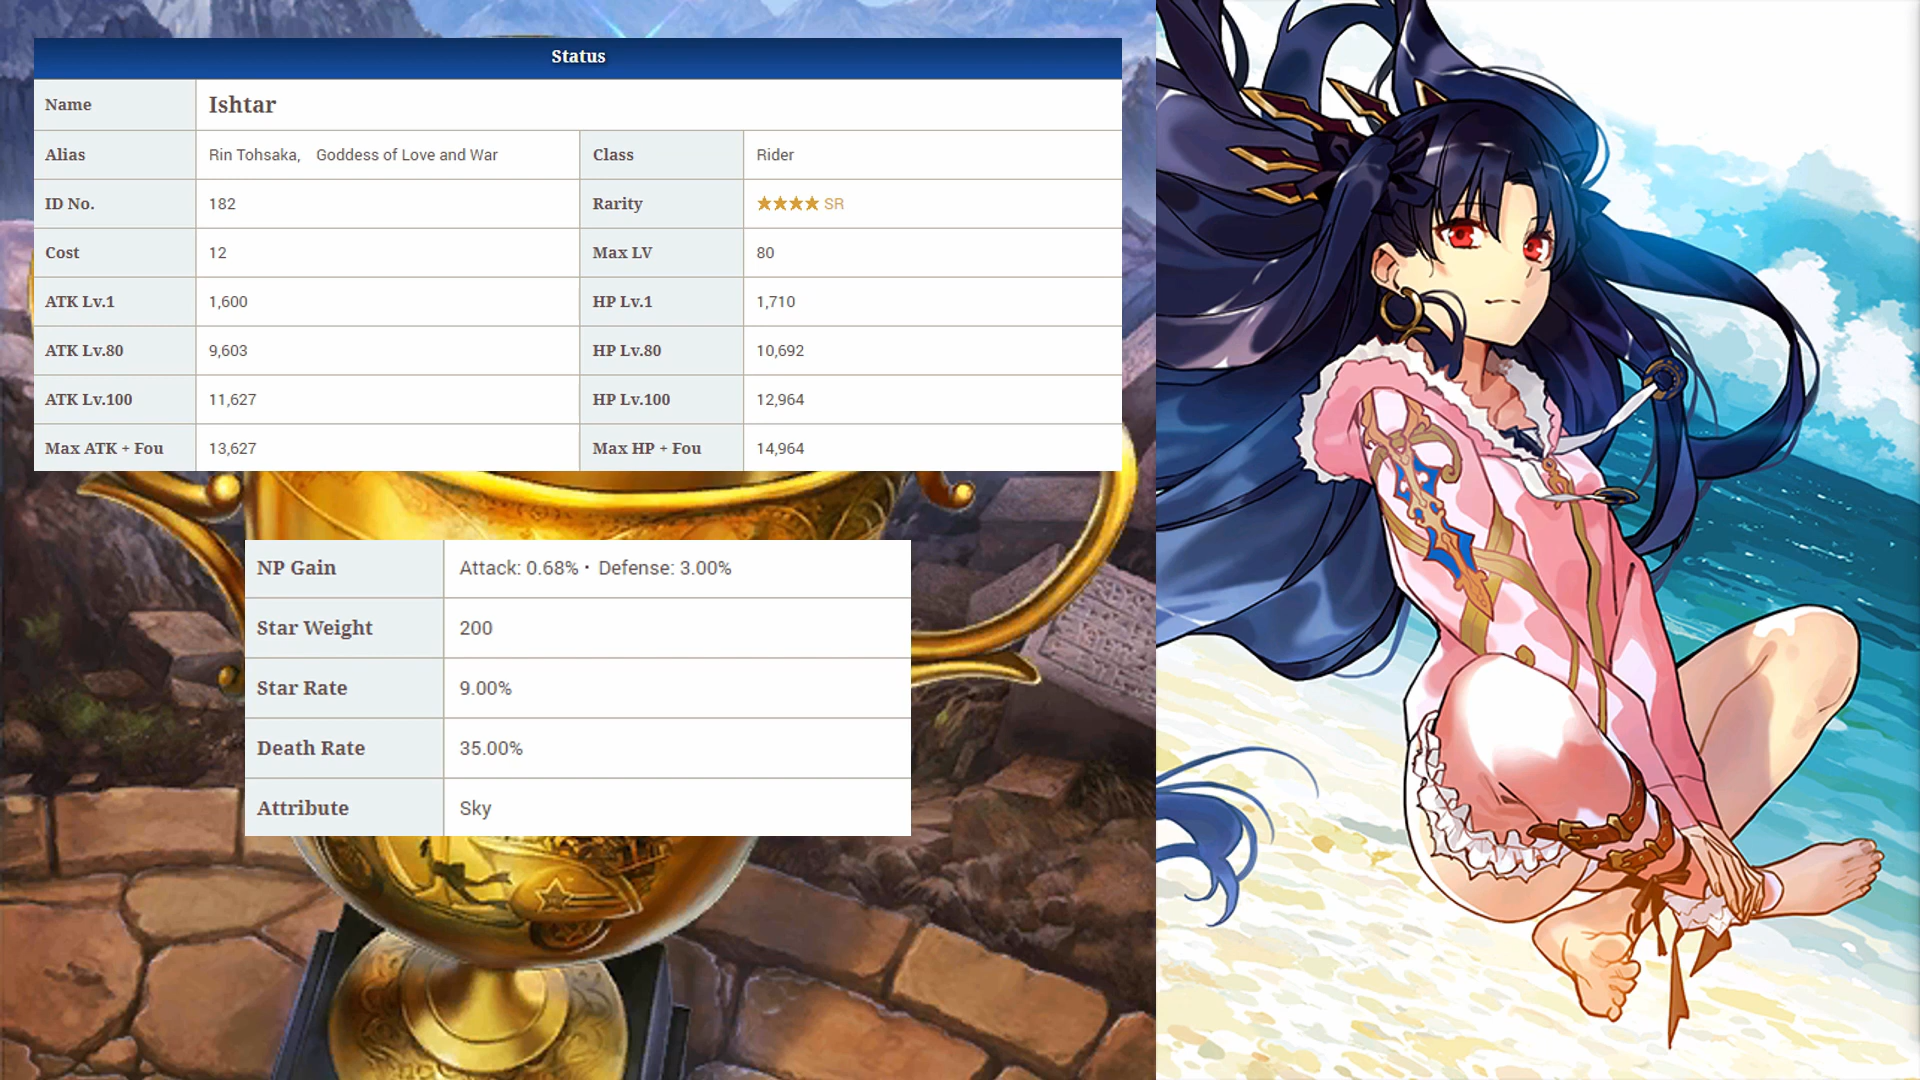 Status
Name Ishtar
Alias Rin Tohsaka, Goddess of Love and War Class Rider
ID No. 182 Rarity ★★★★ SR
Cost 12 Max LV 80
ATK Lv.1 1,600 HP Lv.1 1,710
ATK Lv.80 9,603 HP Lv.80 10,692
ATK Lv.100 11,627 HP Lv.100 12,964
Max ATK + Fou 13,627 Max HP + Fou 14,964
NP Gain Attack: 0.68%・ Defense: 3.00%
Star Weight 200
Star Rate 9.00%
Death Rate 35.00%
Attribute Sky